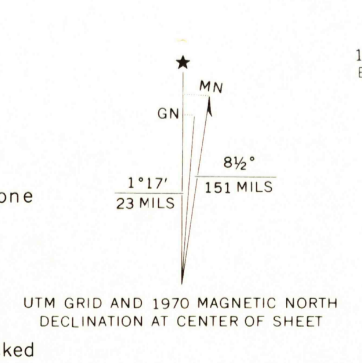 ★
MN
GN
8½°
151 MILS
1°17′
23 MILS
one
UTM GRID AND 1970 MAGNETIC NORTH
DECLINATION AT CENTER OF SHEET
ked